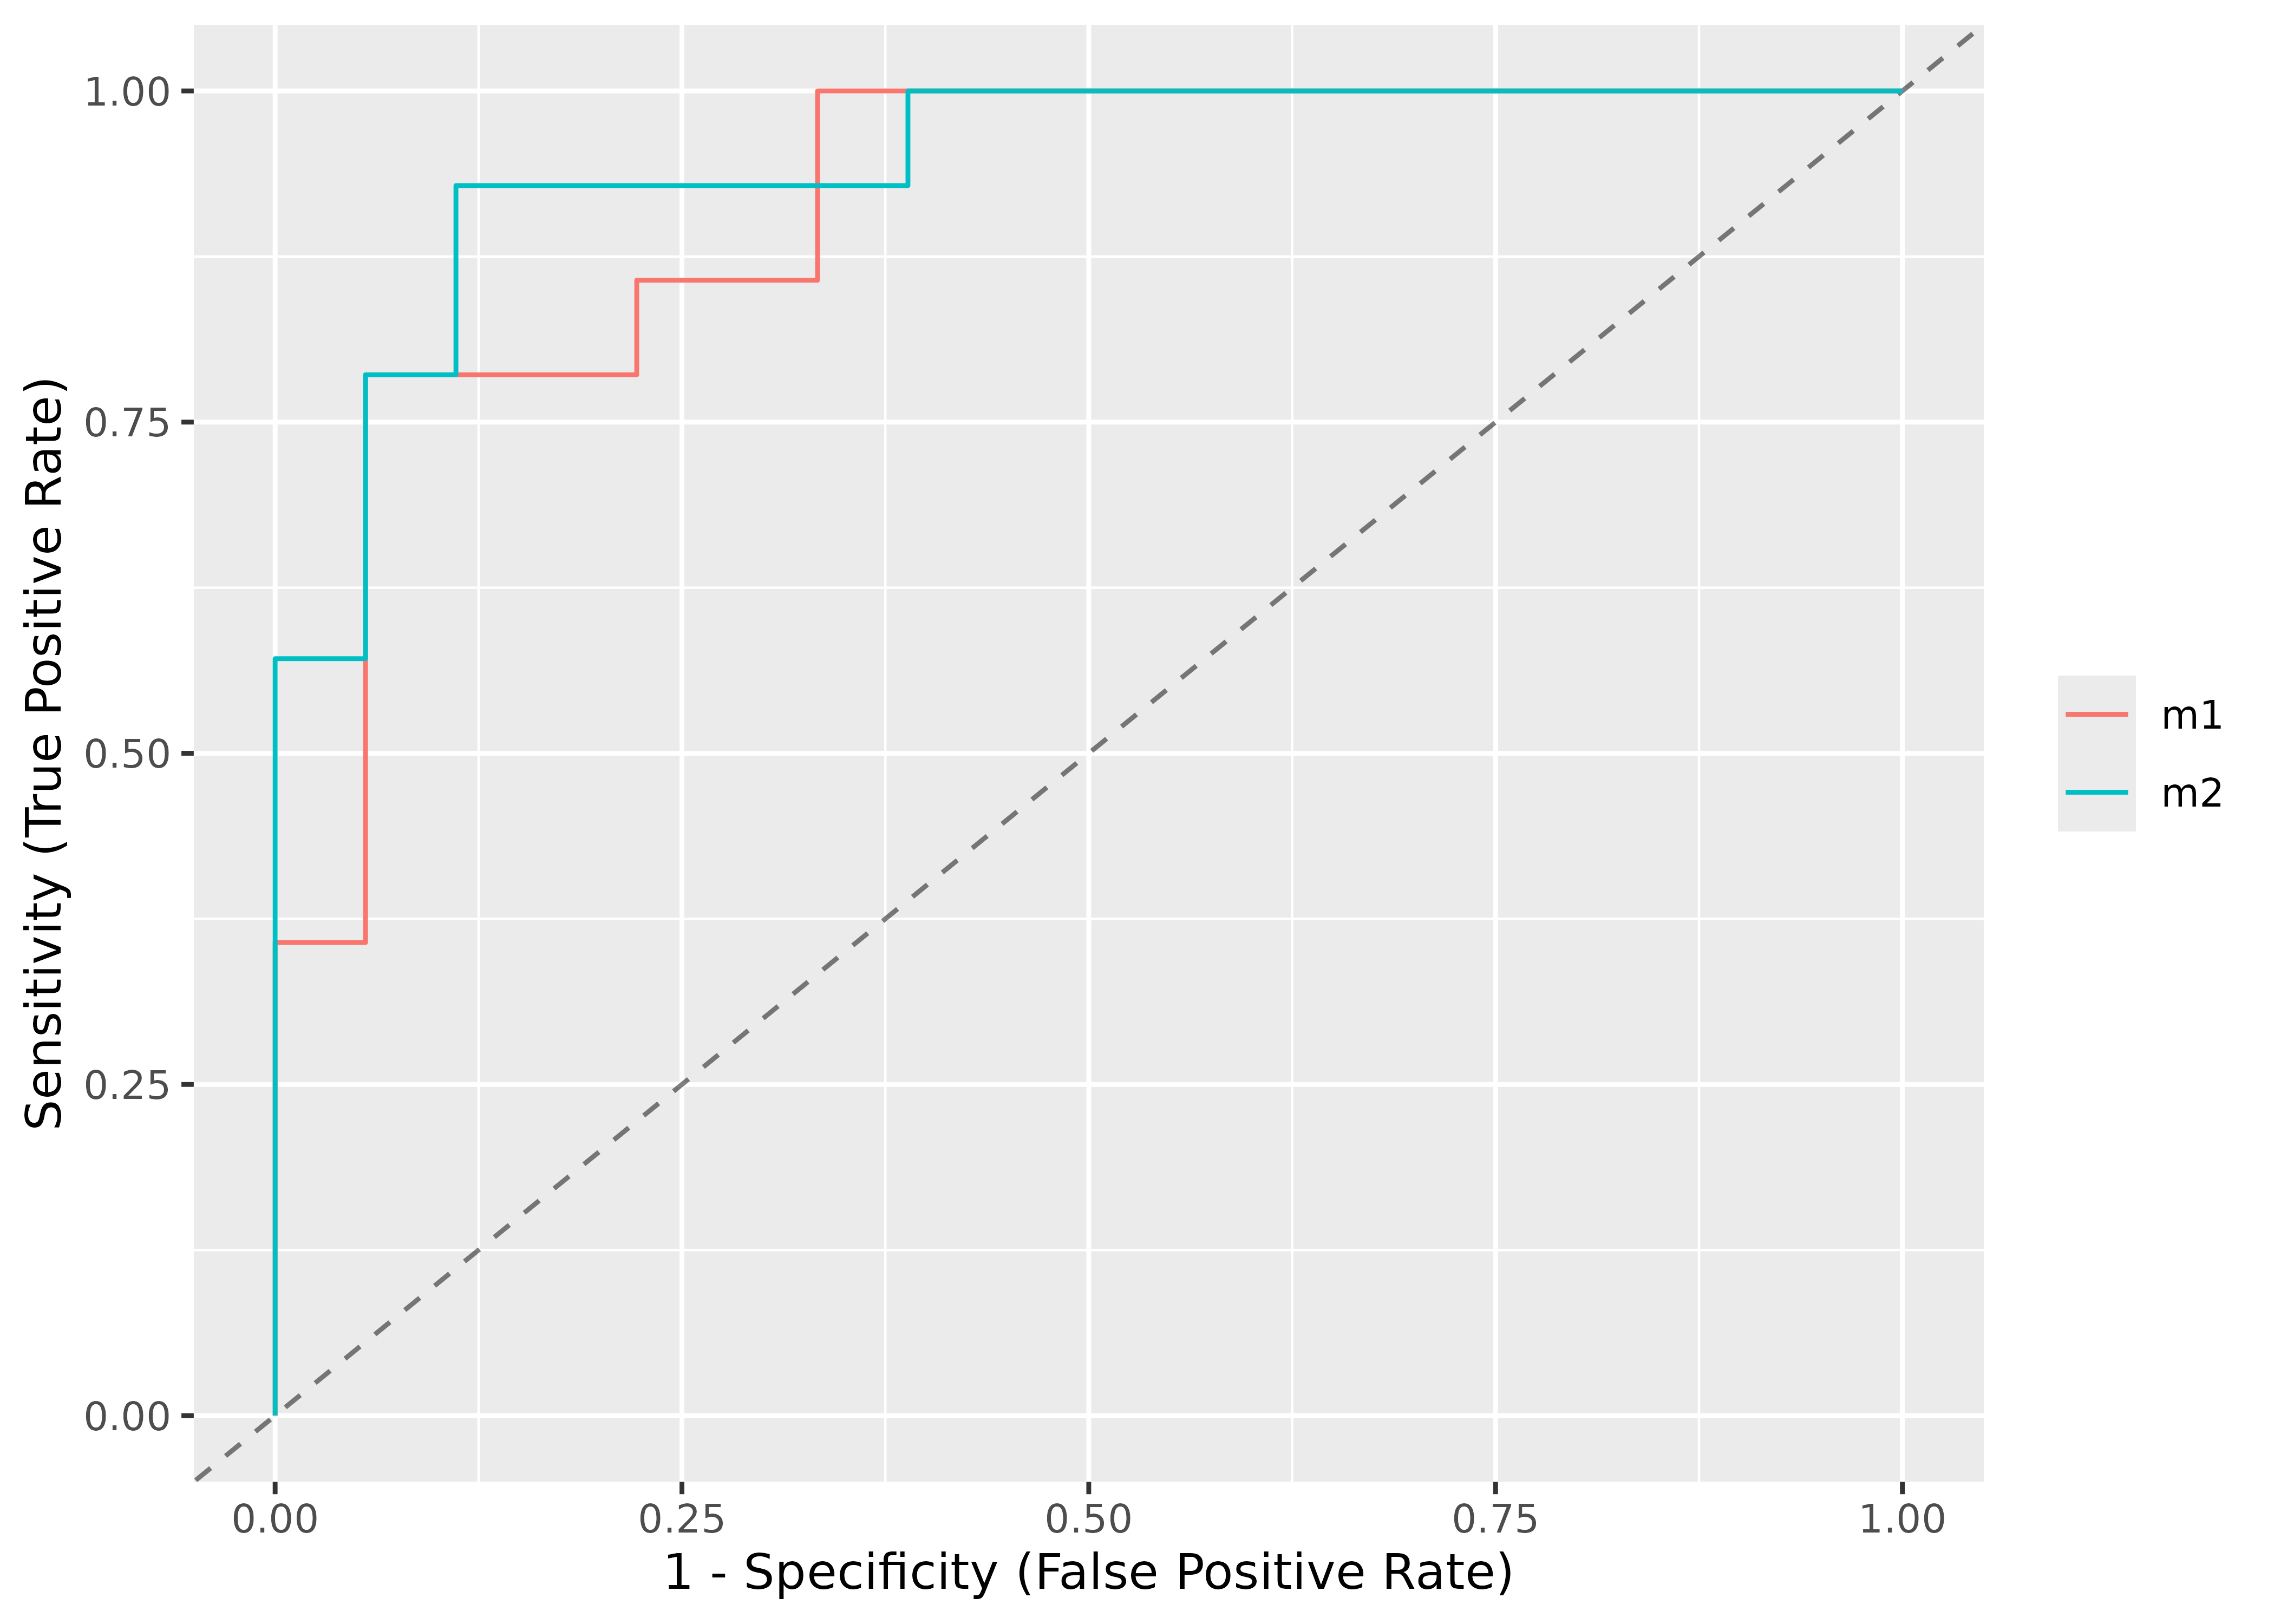 Sensitivity (True Positive Rate)
1.00
0.75
0.50
0.25
0.00
0.00 0.25 0.50 0.75 1.00
1 - Specificity (False Positive Rate)
m1
m2